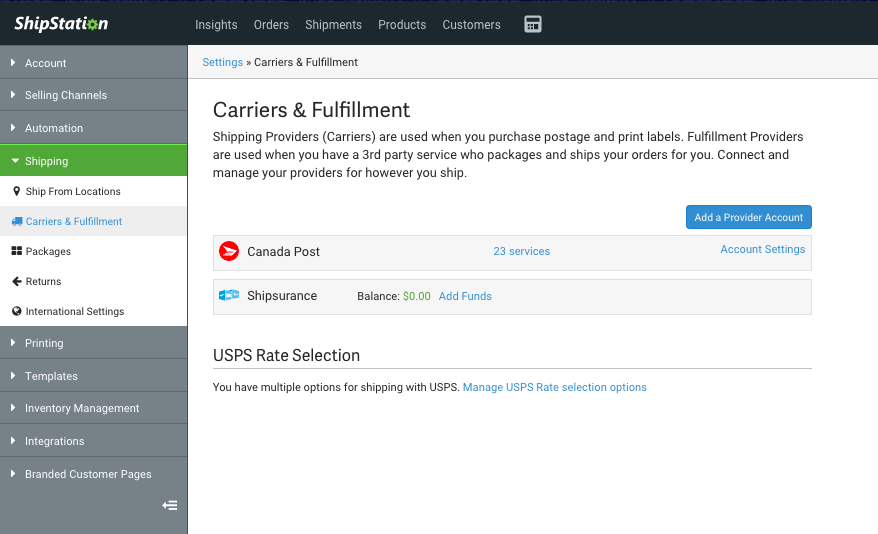 ShipStation
Insights Orders Shipments Products Customers
Account
Selling Channels
Automation
Shipping
Ship From Locations
Carriers & Fulfillment
Packages
Returns
International Settings
Printing
Templates
Inventory Management
Integrations
Branded Customer Pages
Settings » Carriers & Fulfillment
Carriers & Fulfillment
Shipping Providers (Carriers) are used when you purchase postage and print labels. Fulfillment Providers
are used when you have a 3rd party service who packages and ships your orders for you. Connect and
manage your providers for however you ship.
Add a Provider Account
Canada Post 23 services Account Settings
Shipsurance Balance: $0.00 Add Funds
USPS Rate Selection
You have multiple options for shipping with USPS. Manage USPS Rate selection options